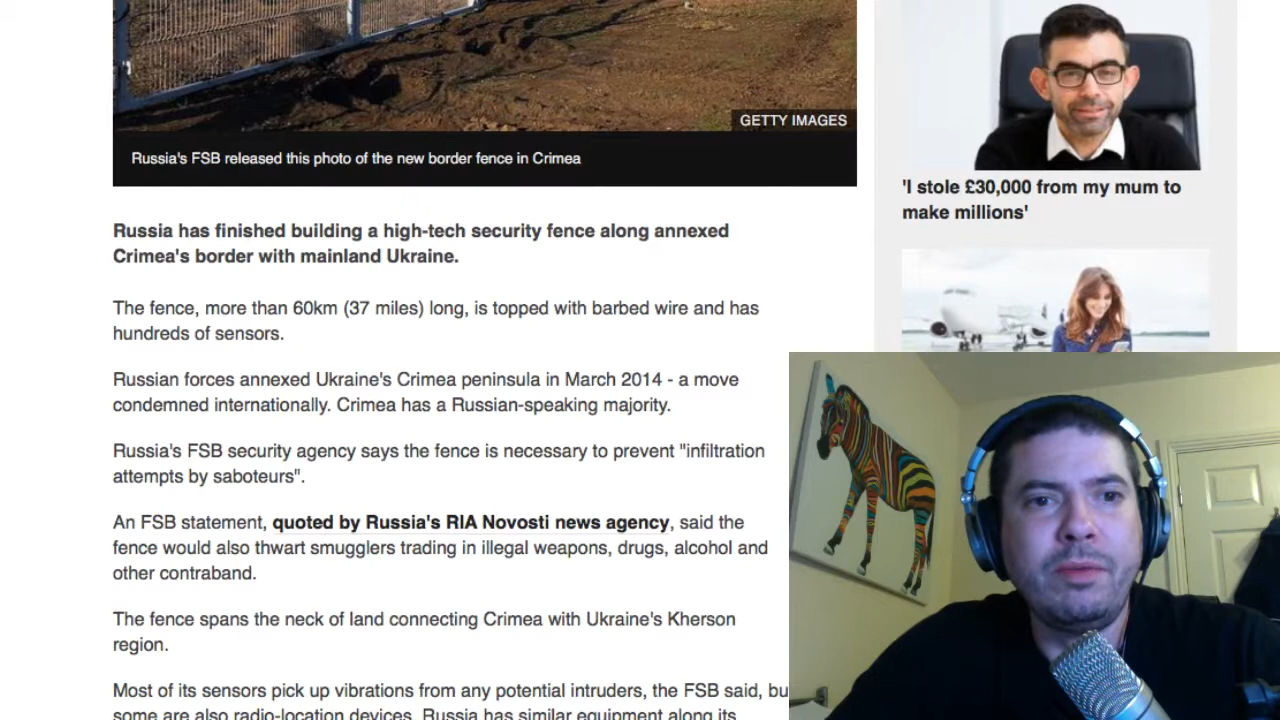 GETTY IMAGES
Russia's FSB released this photo of the new border fence in Crimea
Russia has finished building a high-tech security fence along annexed
Crimea's border with mainland Ukraine.
The fence, more than 60km (37 miles) long, is topped with barbed wire and has
hundreds of sensors.
Russian forces annexed Ukraine's Crimea peninsula in March 2014 - a move
condemned internationally. Crimea has a Russian-speaking majority.
Russia's FSB security agency says the fence is necessary to prevent "infiltration
attempts by saboteurs".
An FSB statement, quoted by Russia's RIA Novosti news agency, said the
fence would also thwart smugglers trading in illegal weapons, drugs, alcohol and
other contraband.
The fence spans the neck of land connecting Crimea with Ukraine's Kherson
region.
Most of its sensors pick up vibrations from any potential intruders, the FSB said, bu
some are also radio-location devices. Russia has similar equipment along its
'I stole £30,000 from my mum to
make millions'